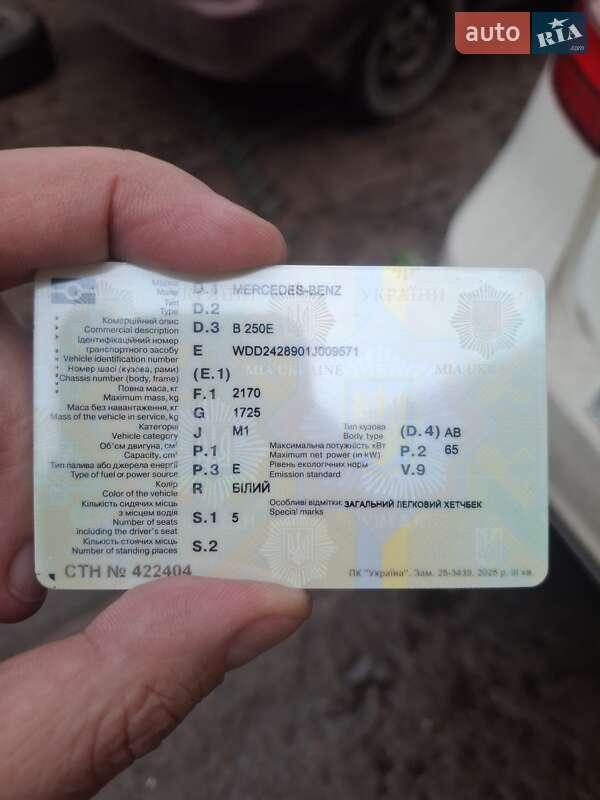 auto RIA .com
Марка D.1 MERCEDES-BENZ
Make
Тип D.2
Type
Комерційний опис D.3 B 250E
Commercial description
Ідентифікаційний номер
транспортного засобу E WDD2428901J009571
Vehicle identification number
Номер шасі (кузова, рами) (E.1)
Chassis number (body, frame)
Повна маса, кг F.1 2170
Maximum mass, kg
Маса без навантаження, кг G 1725
Mass of the vehicle in service, kg
Категорія J M1 Тип кузова (D.4) AB
Vehicle category Body type
Об'єм двигуна, см³ P.1 Максимальна потужність кВт P.2 65
Capacity, cm³ Maximum net power (in kW)
Тип палива або джерела енергії P.3 E Рівень екологічних норм V.9
Type of fuel or power source Emission standard
Колір R БІЛИЙ
Color of the vehicle
Кількість сидячих місць Особливі відмітки: ЗАГАЛЬНИЙ ЛЕГКОВИЙ ХЕТЧБЕК
з місцем водія S.1 5 Special marks
Number of seats
including the driver's seat
Кількість стоячих місць S.2
Number of standing places
СТН № 422404 ПК "Україна". Зам. 25-3439. 2025 р. III кв.
УКРАЇНИ
MIA UKRAINE